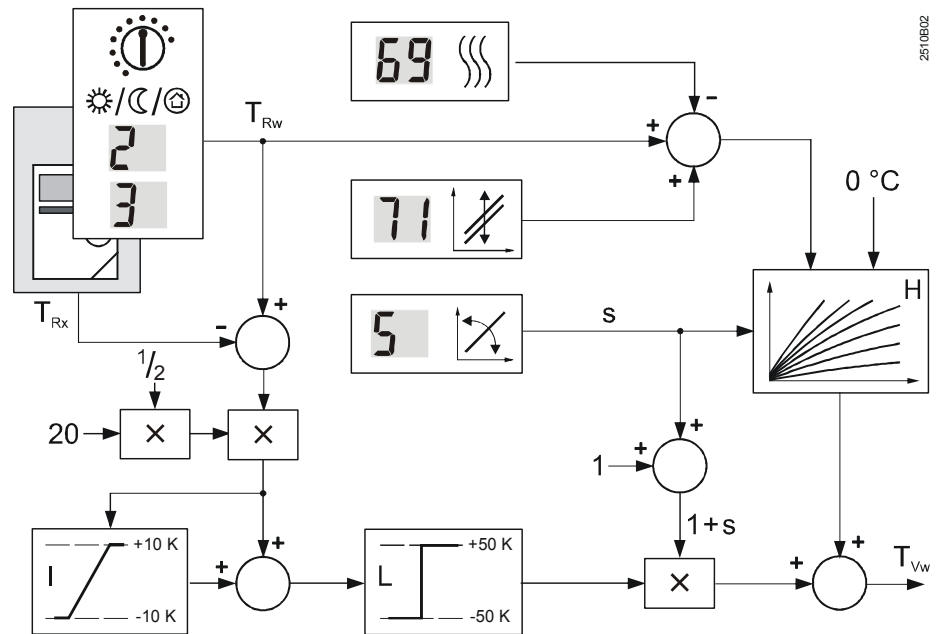 2510B02
69
-
T_Rw
+
2
+
0 °C
3
71
H
T_Rx
+
-
5
s
1/2
20
×
×
+
+
1
1+s
+10 K
+
+50 K
+
T_Vw
I
+
L
×
+
-10 K
-50 K